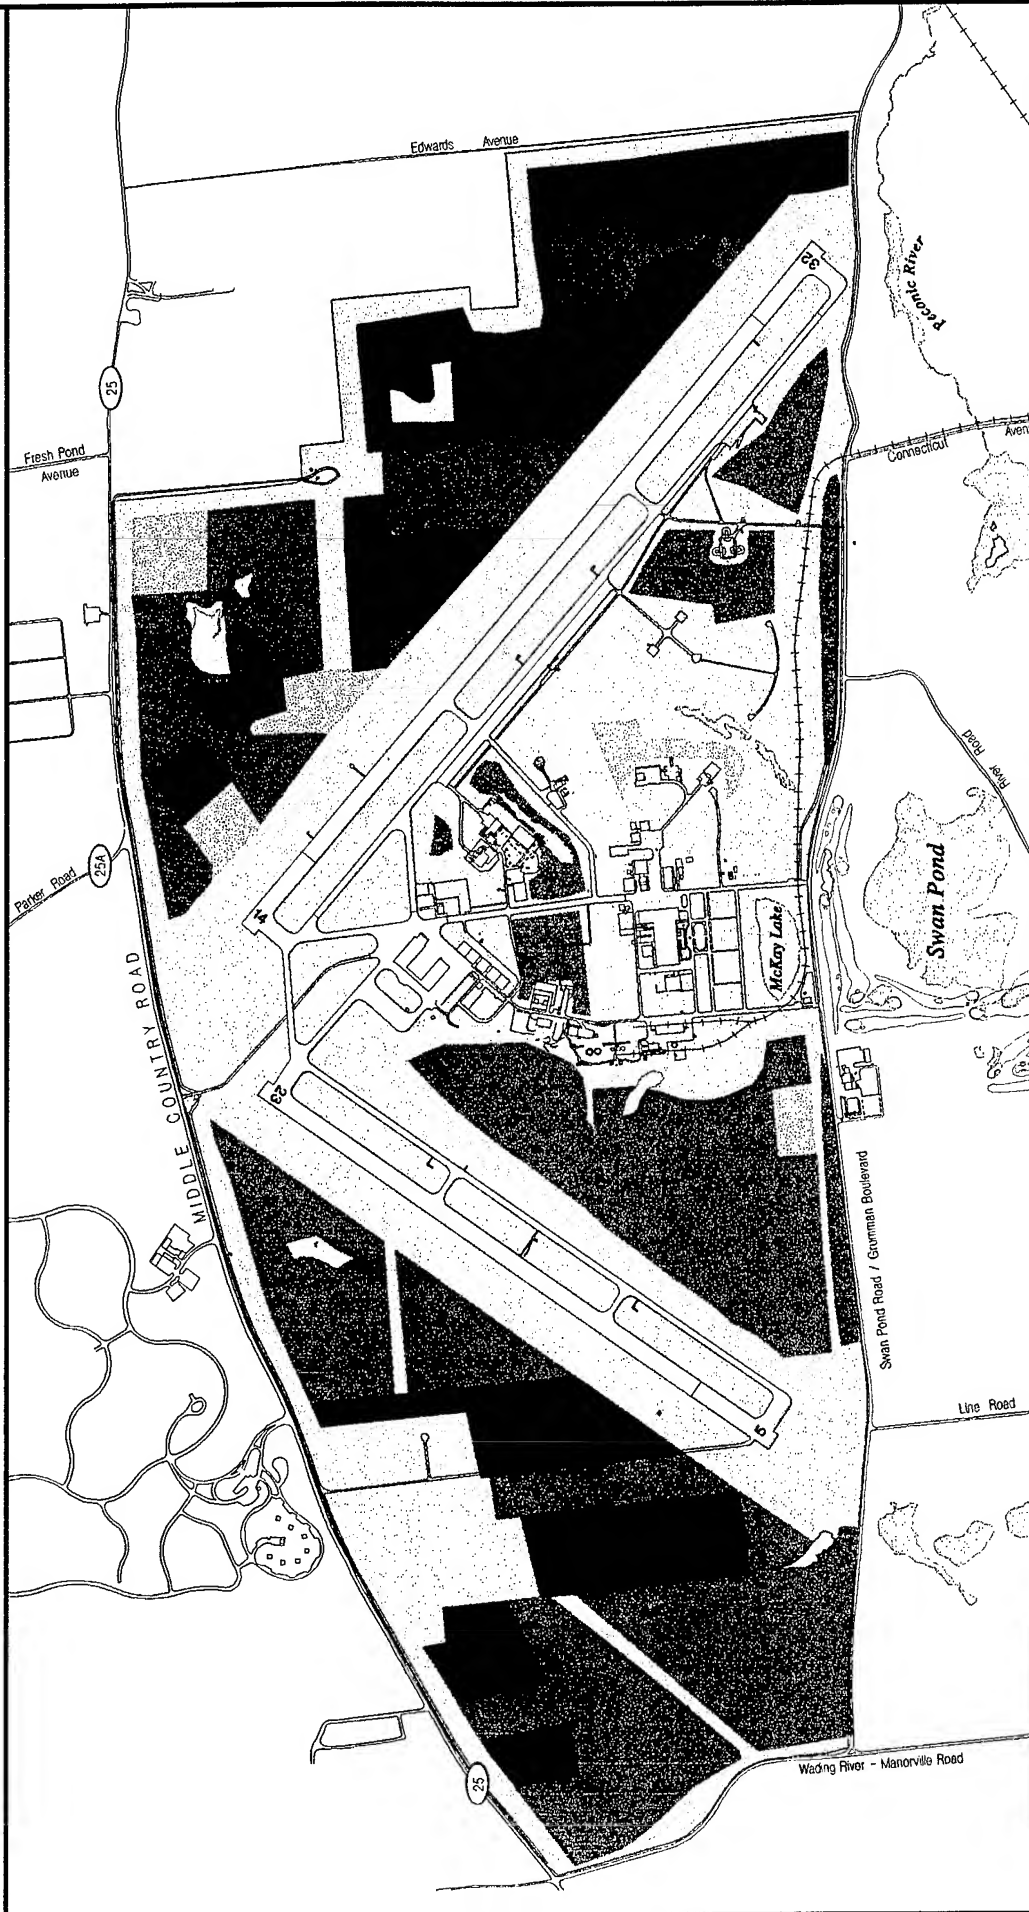 Edwards Avenue
Peconic River
32
25
Fresh Pond
Avenue
Connecticut
River Road
Parker Road
25A
14
Swan Pond
McKay Lake
MIDDLE COUNTRY ROAD
23
Swan Pond Road / Grumman Boulevard
5
Line Road
Wading River - Manorville Road
25